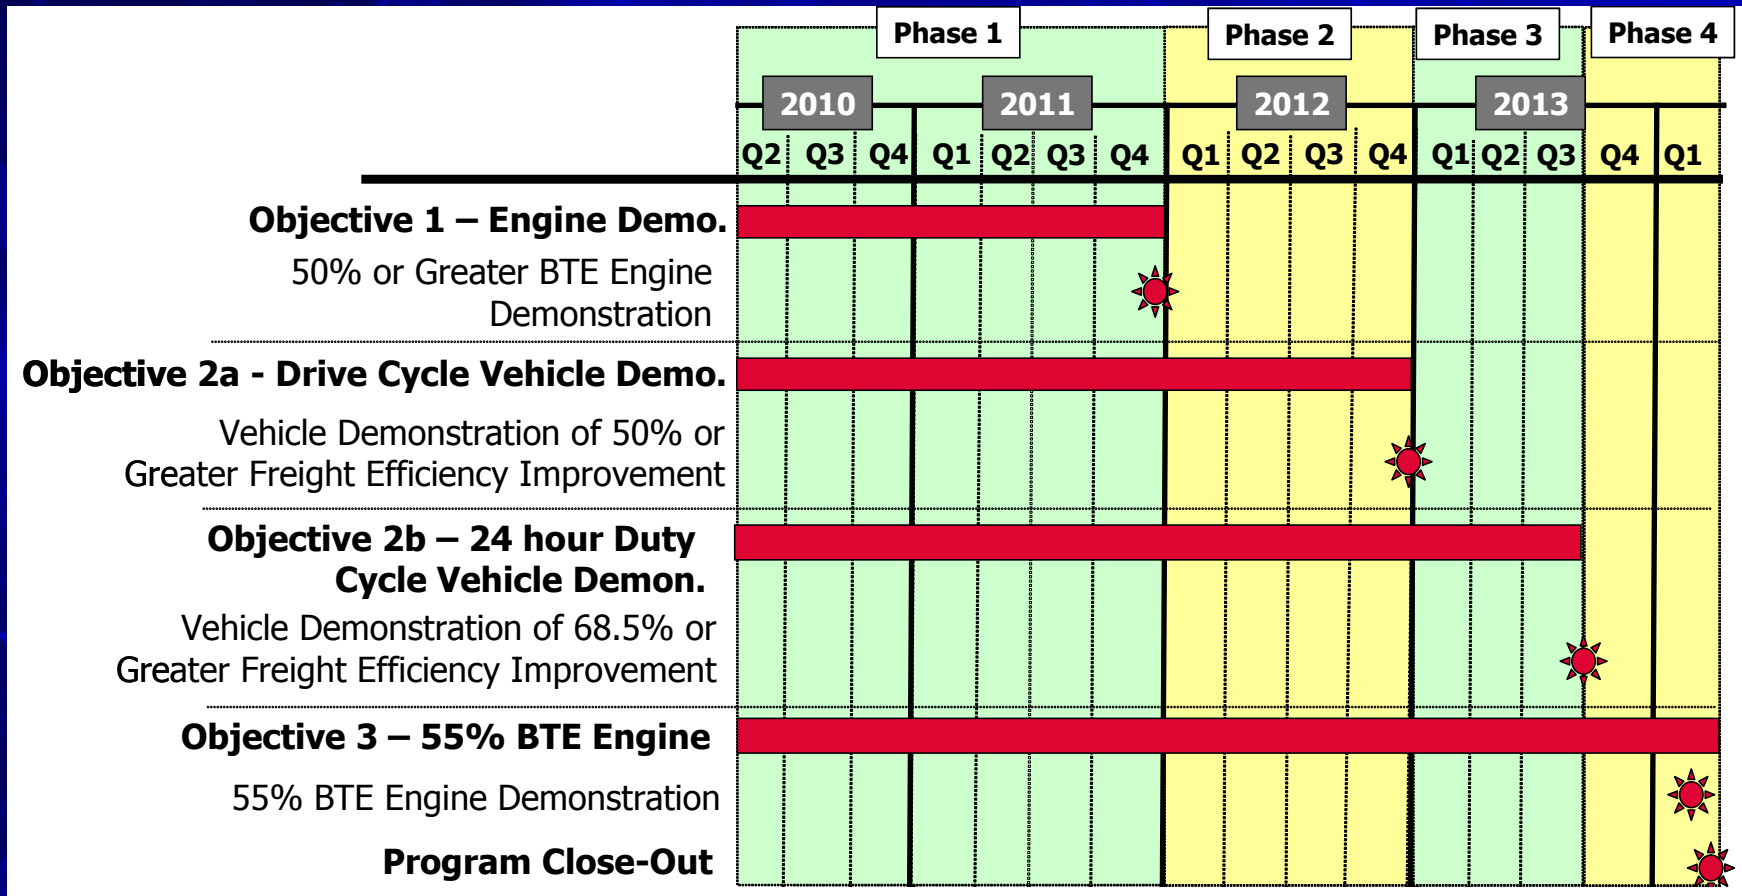 Phase 1 Phase 2 Phase 3 Phase 4
2010 2011 2012 2013
Q2 Q3 Q4 Q1 Q2 Q3 Q4 Q1 Q2 Q3 Q4 Q1 Q2 Q3 Q4 Q1
Objective 1 – Engine Demo.
50% or Greater BTE Engine
Demonstration
Objective 2a - Drive Cycle Vehicle Demo.
Vehicle Demonstration of 50% or
Greater Freight Efficiency Improvement
Objective 2b – 24 hour Duty
Cycle Vehicle Demon.
Vehicle Demonstration of 68.5% or
Greater Freight Efficiency Improvement
Objective 3 – 55% BTE Engine
55% BTE Engine Demonstration
Program Close-Out